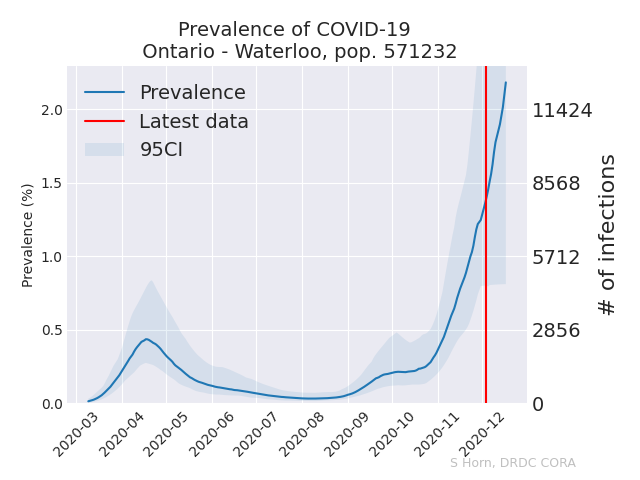 Prevalence of COVID-19
Ontario - Waterloo, pop. 571232
Prevalence
Latest data
95CI
Prevalence (%)
2.0
1.5
1.0
0.5
0.0
11424
8568
5712
2856
0
# of infections
2020-03
2020-04
2020-05
2020-06
2020-07
2020-08
2020-09
2020-10
2020-11
2020-12
S Horn, DRDC CORA